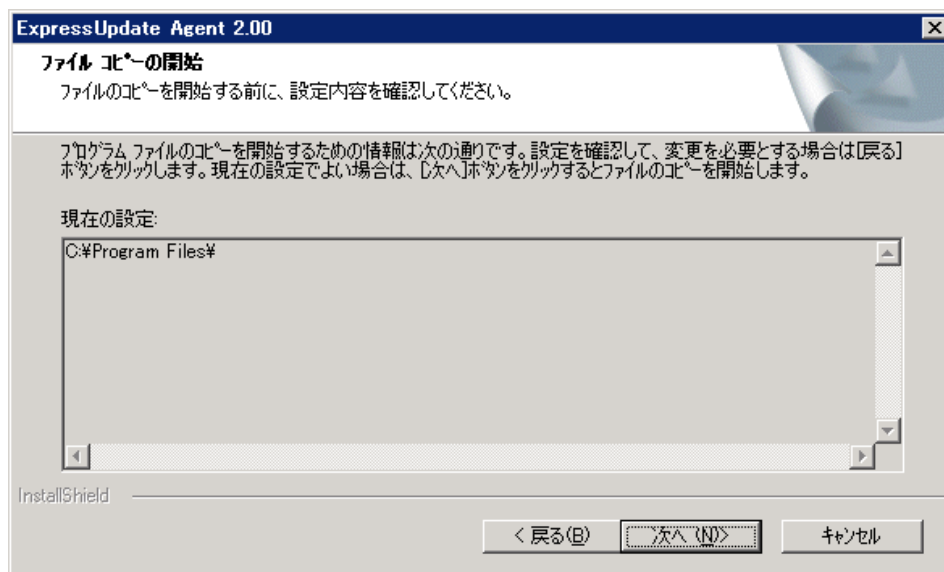 ExpressUpdate Agent 2.00
ファイル コピーの開始
ファイルのコピーを開始する前に、設定内容を確認してください。
プログラム ファイルのコピーを開始するための情報は次の通りです。設定を確認して、変更を必要とする場合は[戻る]
ボタンをクリックします。現在の設定でよい場合は、[次へ]ボタンをクリックするとファイルのコピーを開始します。
現在の設定:
C:¥Program Files¥
InstallShield
< 戻る(B)
次へ (N)>
キャンセル